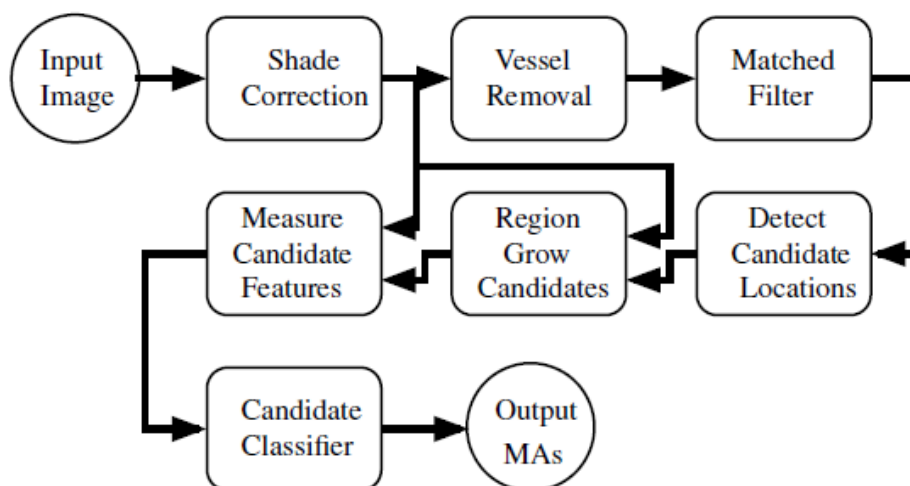 Input
Image
Shade
Correction
Vessel
Removal
Matched
Filter
Measure
Candidate
Features
Region
Grow
Candidates
Detect
Candidate
Locations
Candidate
Classifier
Output
MAs